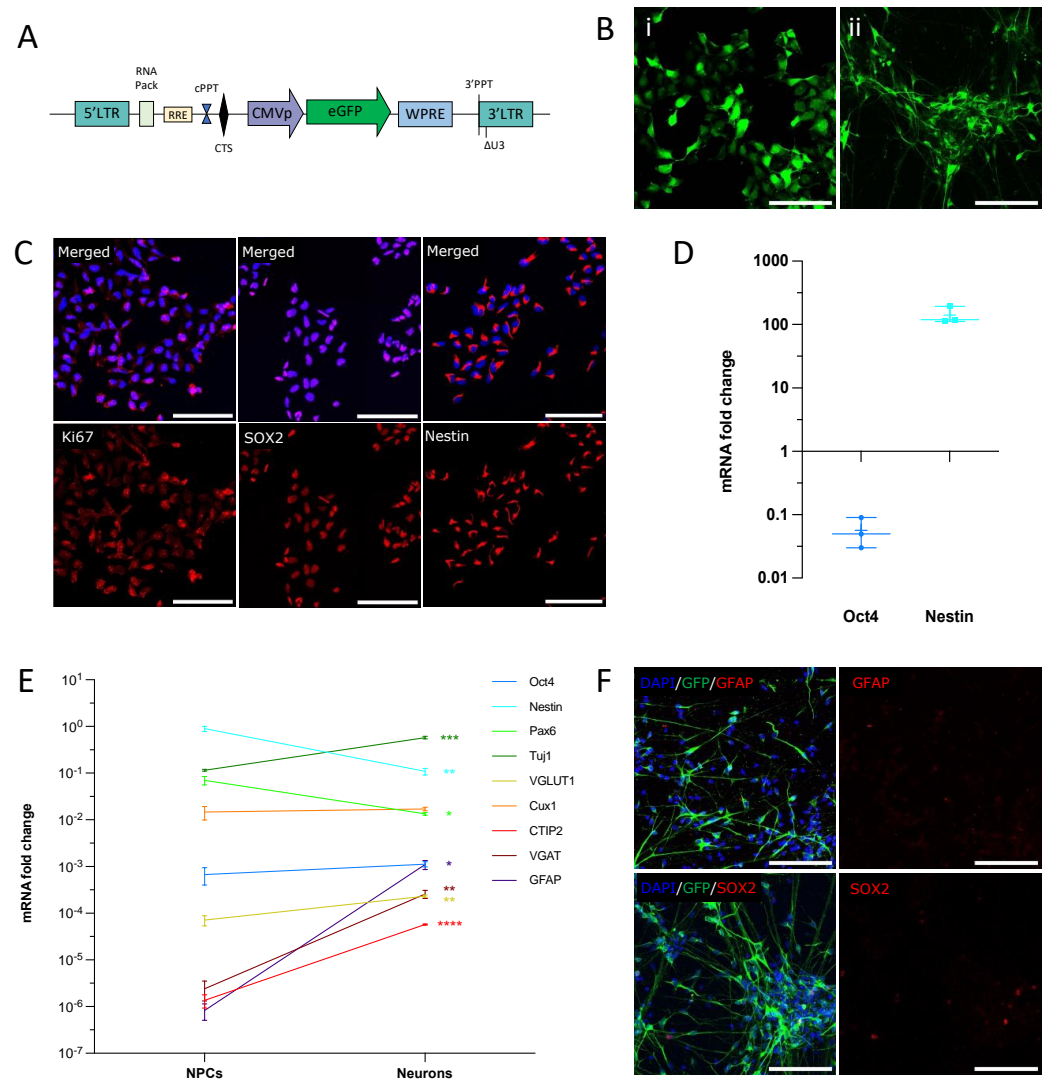 A
RNA
Pack
cPPT
3'PPT
5'LTR
RRE
CMVp
eGFP
WPRE
3'LTR
CTS
ΔU3
B
i
ii
C
Merged
Merged
Merged
Ki67
SOX2
Nestin
D
mRNA fold change
1000
100
10
1
0.1
0.01
Oct4
Nestin
E
mRNA fold change
10^1
10^0
10^-1
10^-2
10^-3
10^-4
10^-5
10^-6
10^-7
NPCs
Neurons
***
**
*
*
**
**
****
Oct4
Nestin
Pax6
Tuj1
VGLUT1
Cux1
CTIP2
VGAT
GFAP
F
DAPI/GFP/GFAP
GFAP
DAPI/GFP/SOX2
SOX2